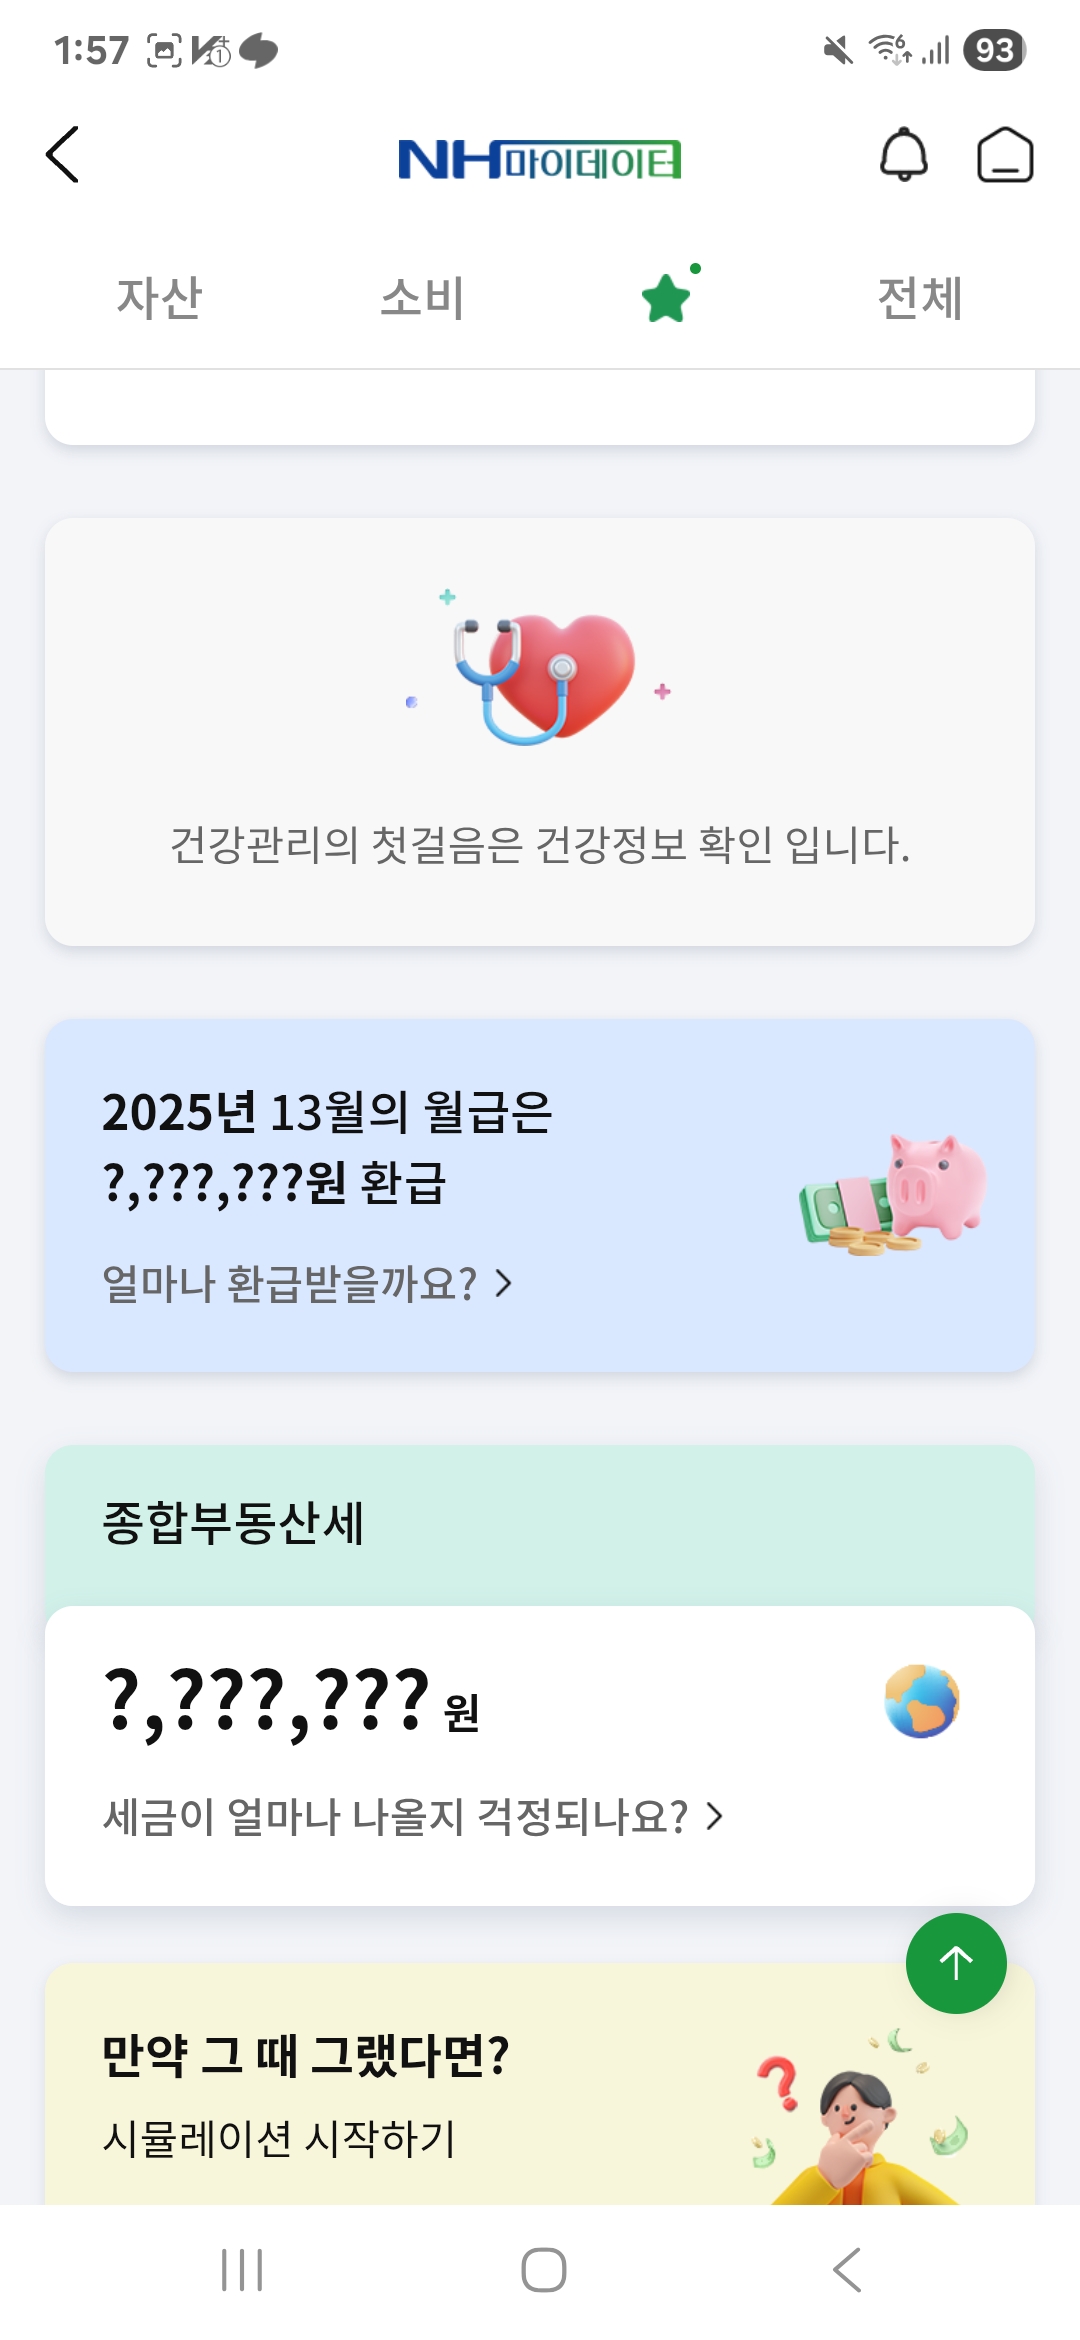 1:57
93
NH마이데이터
자산 소비 전체
건강관리의 첫걸음은 건강정보 확인 입니다.
2025년 13월의 월급은
?,???,???원 환급
얼마나 환급받을까요? >
종합부동산세
?,???,??? 원
세금이 얼마나 나올지 걱정되나요? >
만약 그 때 그랬다면?
시뮬레이션 시작하기